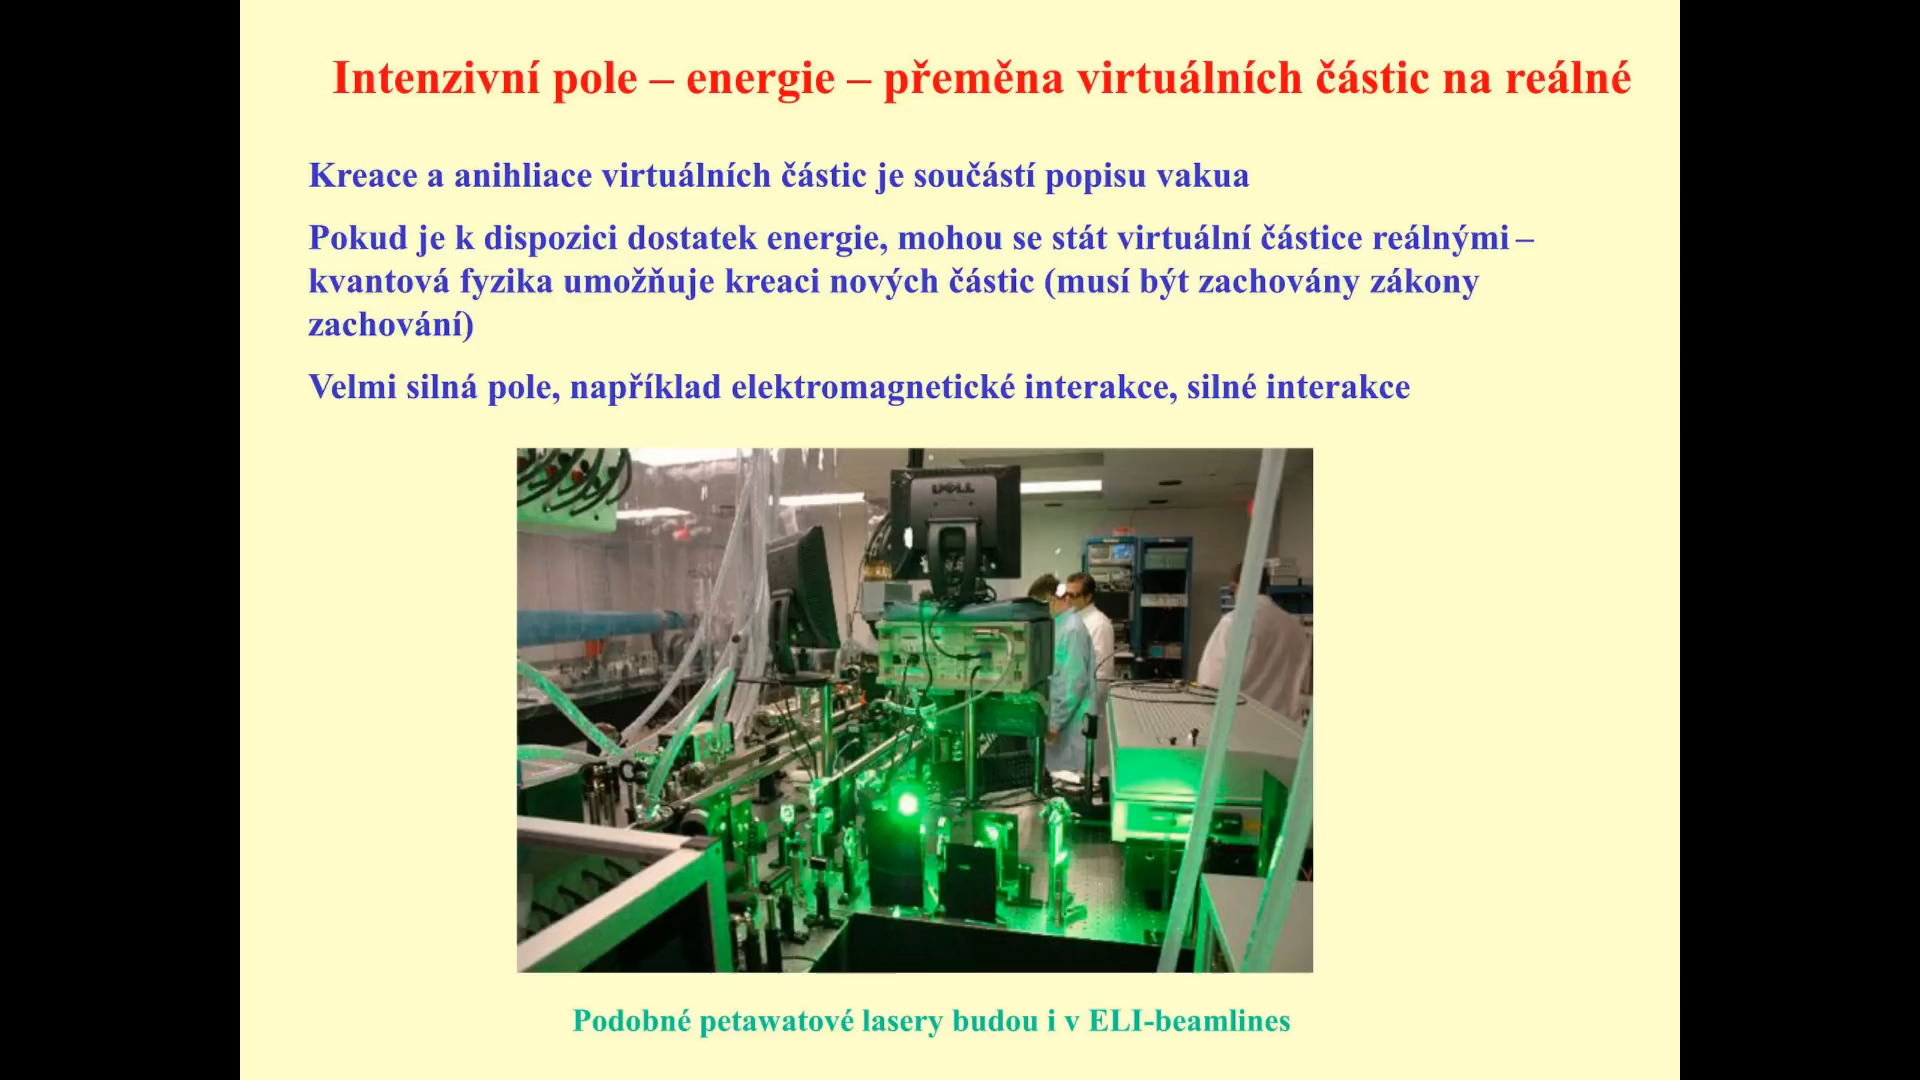 Intenzivní pole – energie – přeměna virtuálních částic na reálné
Kreace a anihliace virtuálních částic je součástí popisu vakua
Pokud je k dispozici dostatek energie, mohou se stát virtuální částice reálnými –
kvantová fyzika umožňuje kreaci nových částic (musí být zachovány zákony
zachování)
Velmi silná pole, například elektromagnetické interakce, silné interakce
DELL
Podobné petawatové lasery budou i v ELI-beamlines